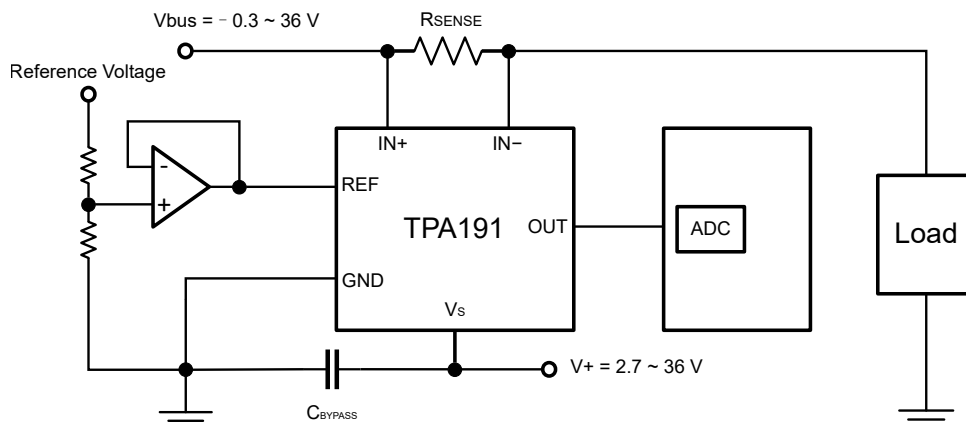 Vbus = - 0.3 ~ 36 V
RSENSE
Reference Voltage
IN+
IN-
-
+
REF
TPA191
OUT
ADC
Load
GND
Vs
V+ = 2.7 ~ 36 V
CBYPASS